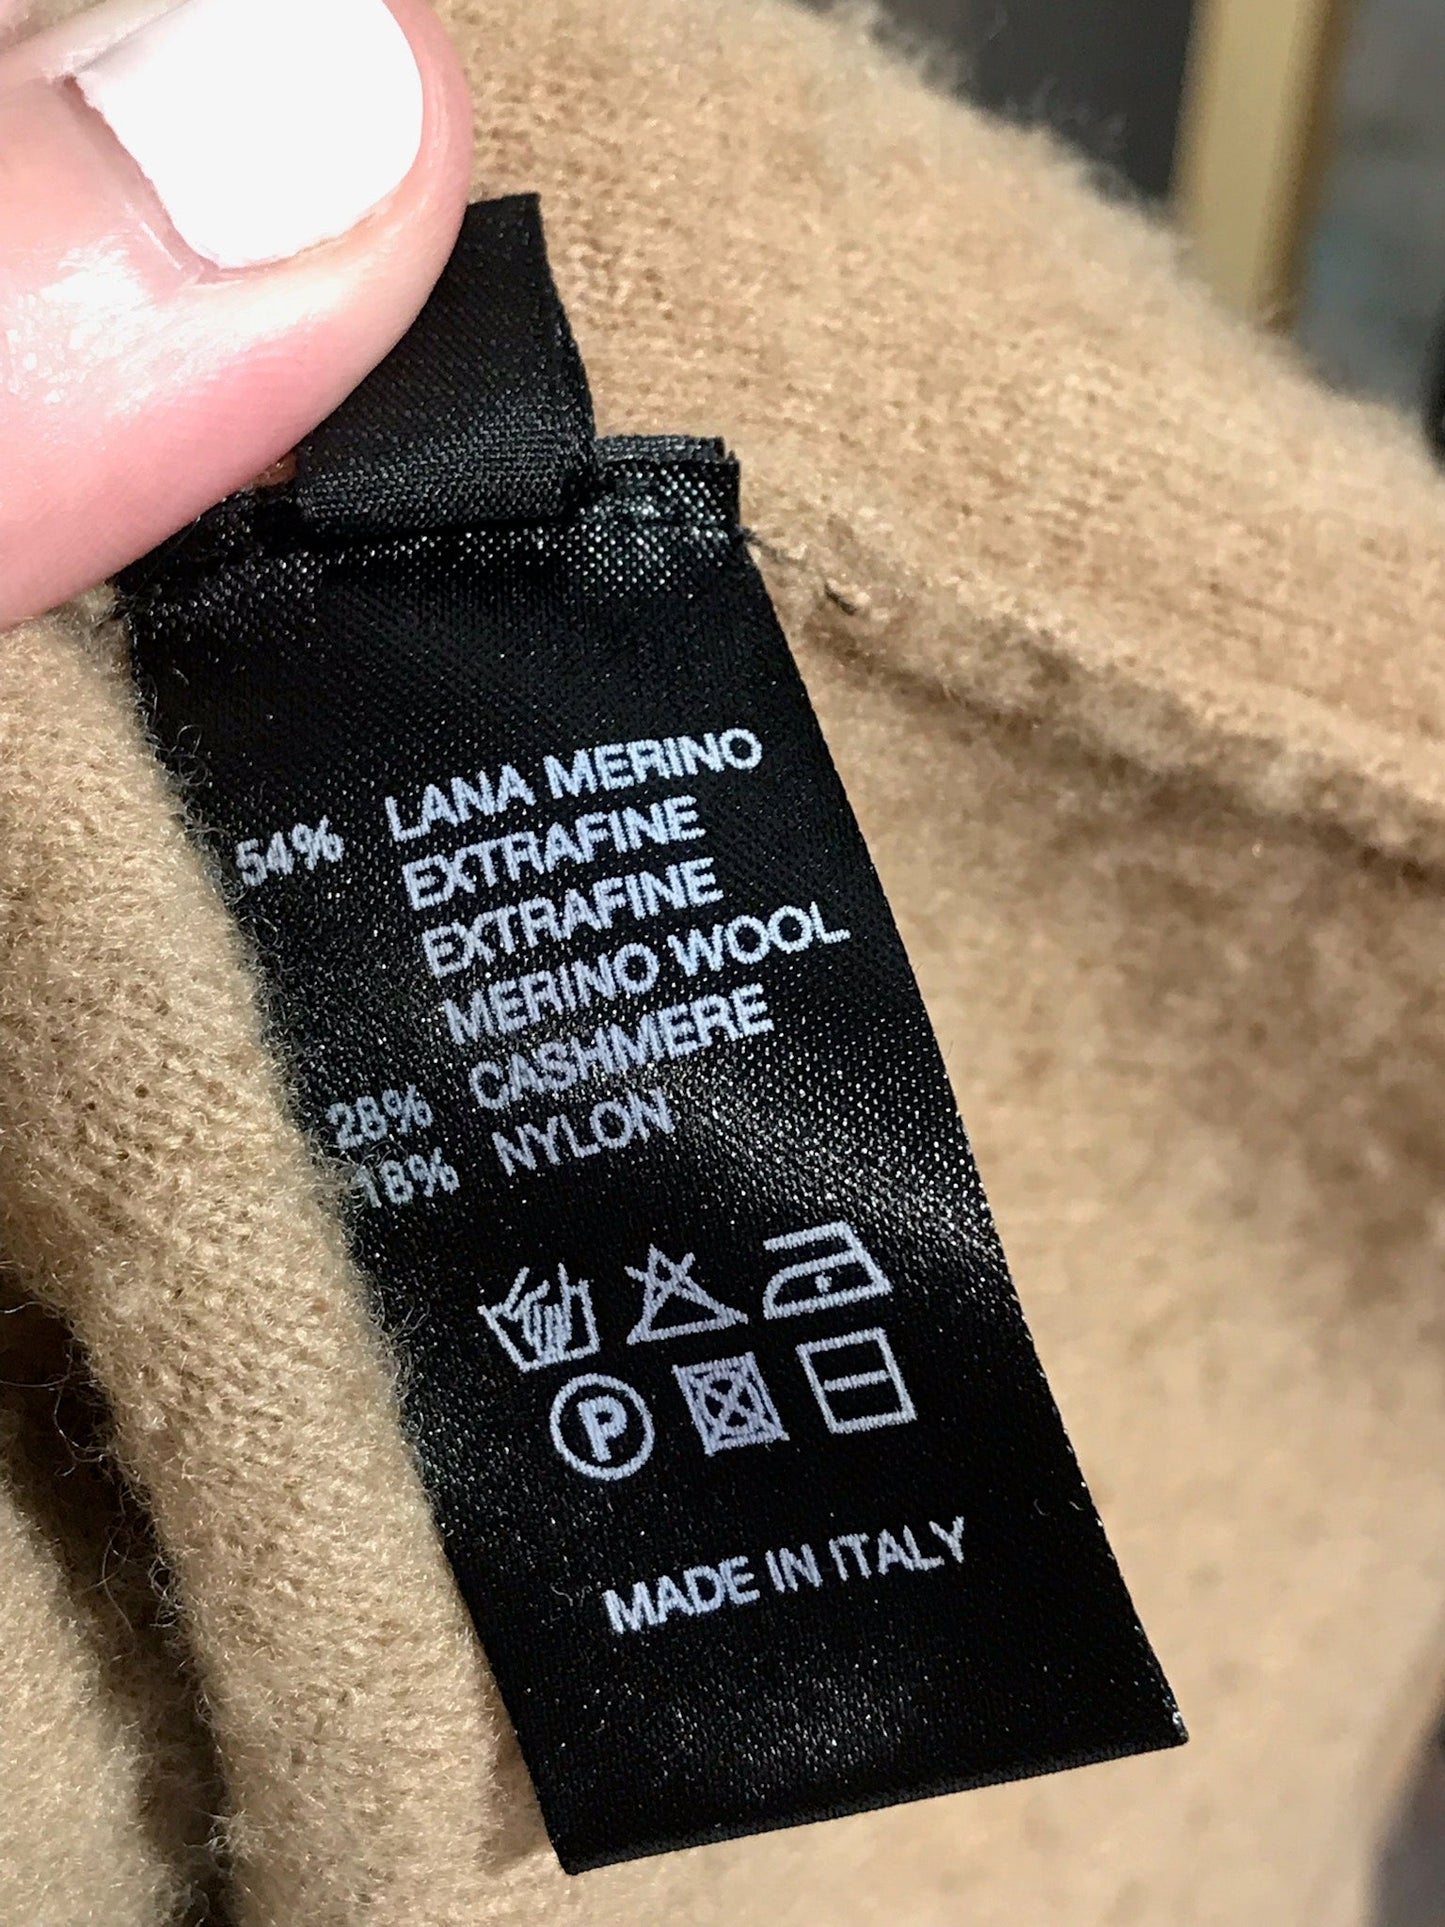 54% LANA MERINO
EXTRAFINE
EXTRAFINE
MERINO WOOL
28% CASHMERE
18% NYLON
P
MADE IN ITALY